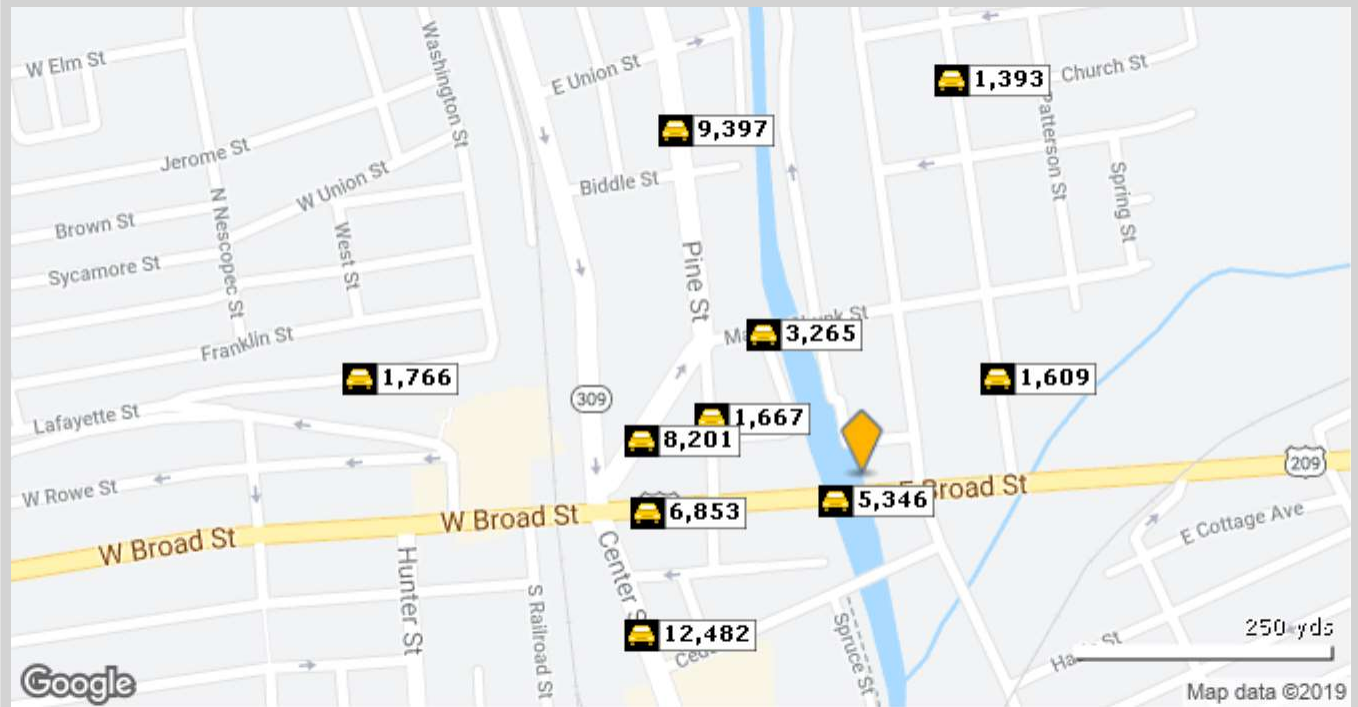 W Elm St
Washington St
E Union St
1,393
Church St
Patterson St
9,397
Jerome St
W Union St
Biddle St
Spring St
N Nescopec St
Brown St
West St
Sycamore St
Pine St
3,265
Franklin St
1,766
309
1,609
Lafayette St
1,667
8,201
209
W Rowe St
W Broad St
6,853
5,346
Broad St
E Cottage Ave
W Broad St
Hunter St
Center
S Railroad St
12,482
Spruce St
250 yds
Google
Map data ©2019